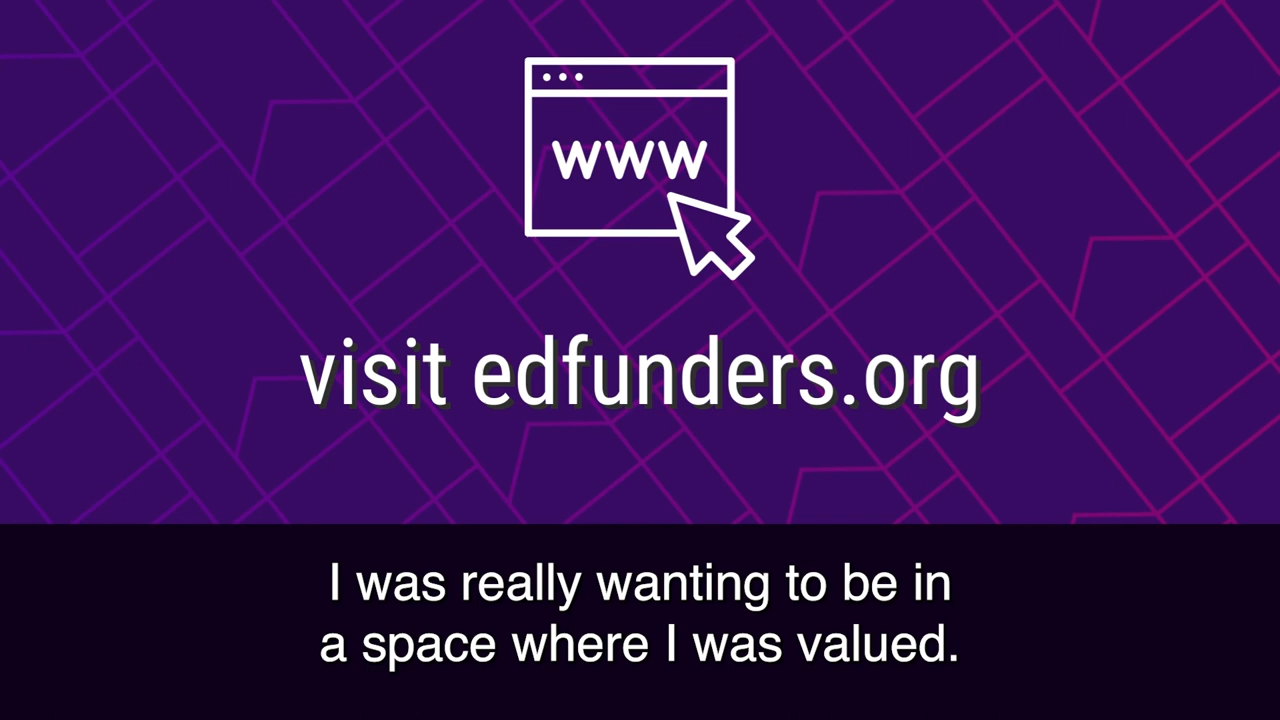 www
visit edfunders.org
I was really wanting to be in
a space where I was valued.